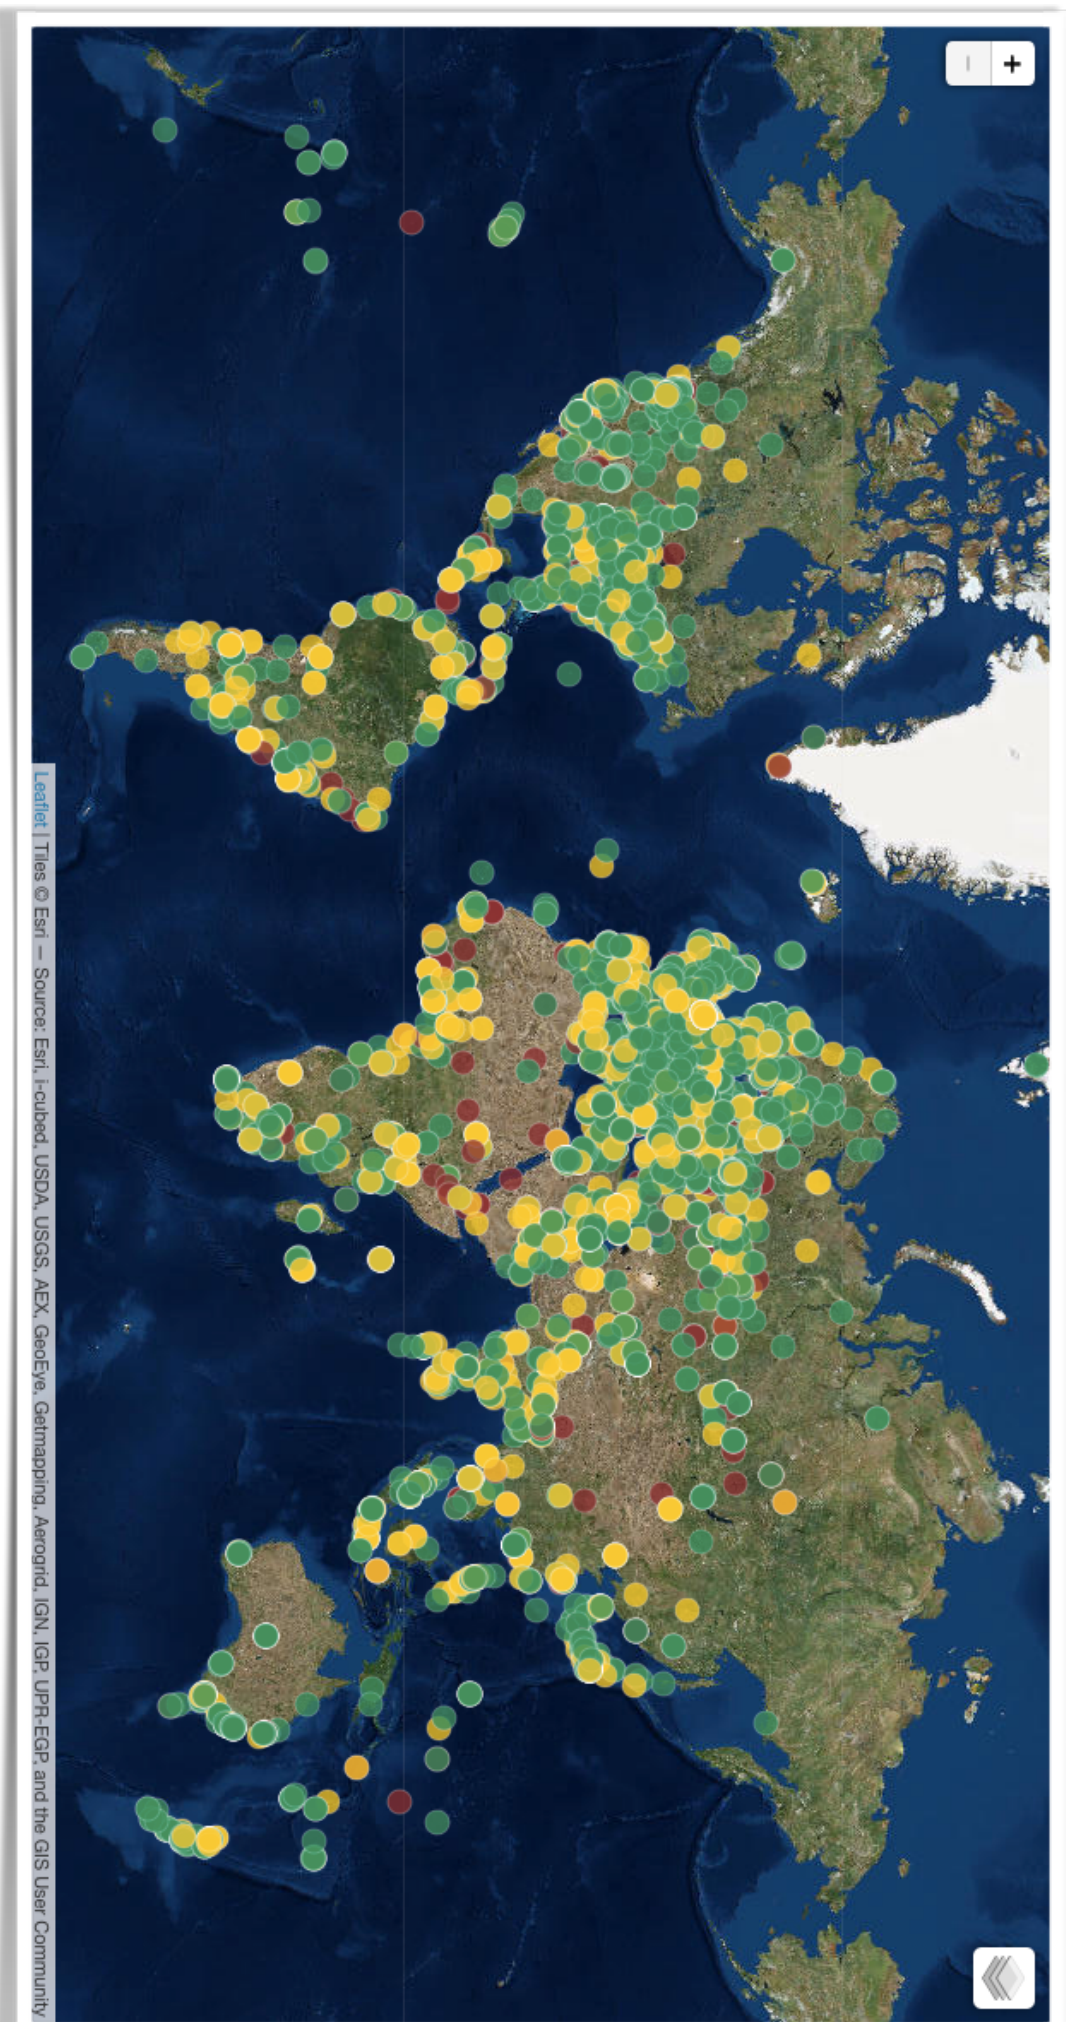 +
−
Leaflet | Tiles © Esri — Source: Esri, i-cubed, USDA, USGS, AEX, GeoEye, Getmapping, Aerogrid, IGN, IGP, UPR-EGP, and the GIS User Community